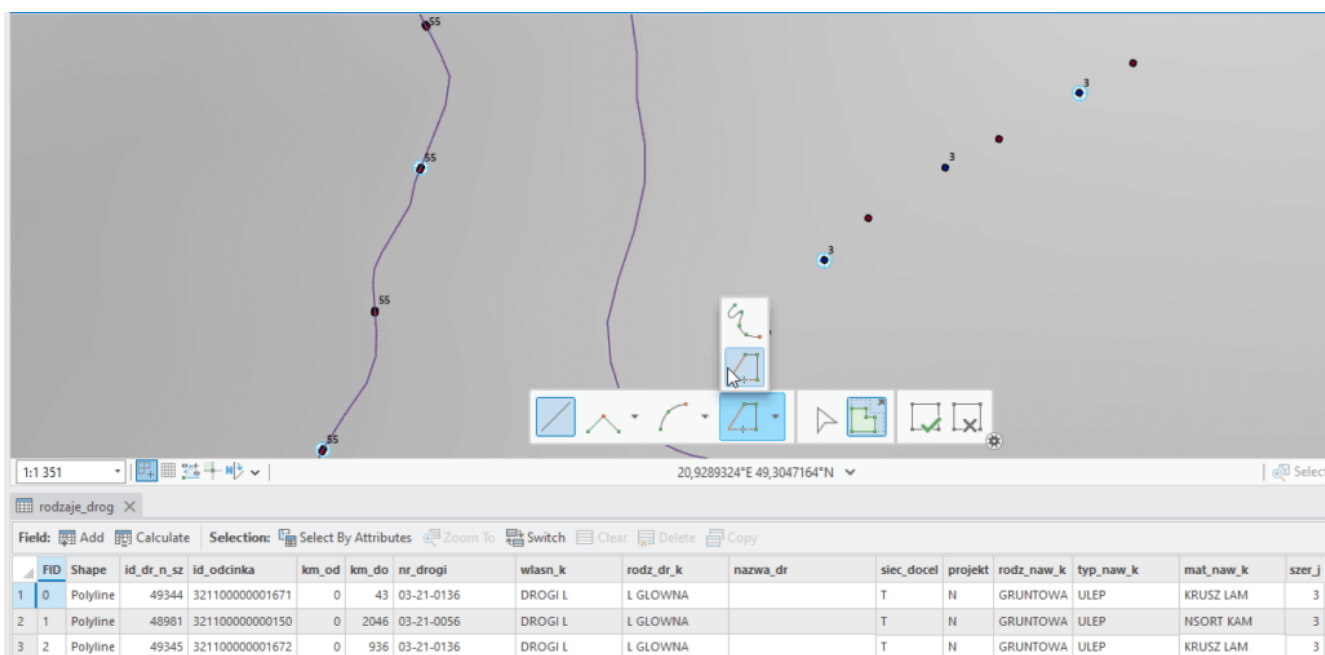 55
3
55
3
3
55
55
1:1 351
20,9289324°E 49,3047164°N
Select
rodzaje_drog
Field: Add Calculate Selection: Select By Attributes Zoom To Switch Clear Delete Copy
FID Shape id_dr_n_sz id_odcinka km_od km_do nr_drogi wlasn_k rodz_dr_k nazwa_dr siec_docel projekt rodz_naw_k typ_naw_k mat_naw_k szer_j
1 0 Polyline 49344 321100000001671 0 43 03-21-0136 DROGI L L GLOWNA T N GRUNTOWA ULEP KRUSZ LAM 3
2 1 Polyline 48981 321100000000150 0 2046 03-21-0056 DROGI L L GLOWNA T N GRUNTOWA ULEP NSORT KAM 3
3 2 Polyline 49345 321100000001672 0 936 03-21-0136 DROGI L L GLOWNA T N GRUNTOWA ULEP KRUSZ LAM 3